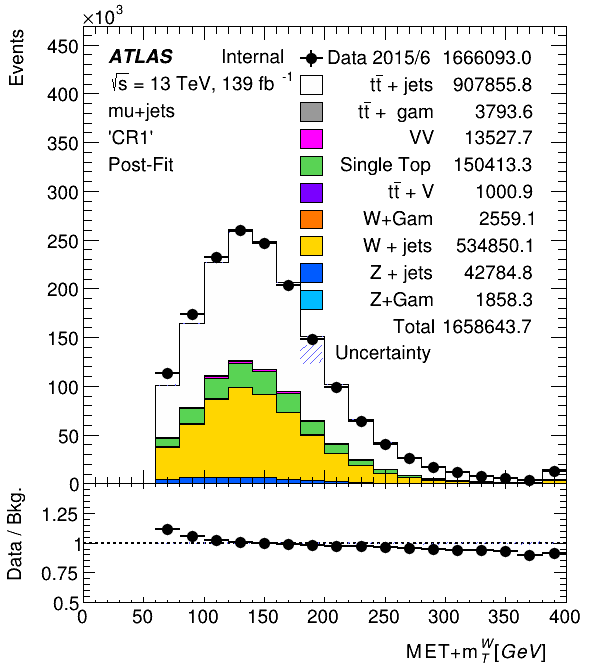 ×10³
Events
450
400
350
300
250
200
150
100
50
0
ATLAS Internal
√s = 13 TeV, 139 fb⁻¹
mu+jets
'CR1'
Post-Fit
Data 2015/6 1666093.0
tt̄ + jets 907855.8
tt̄ + gam 3793.6
VV 13527.7
Single Top 150413.3
tt̄ + V 1000.9
W+Gam 2559.1
W + jets 534850.1
Z + jets 42784.8
Z+Gam 1858.3
Total 1658643.7
Uncertainty
Data / Bkg.
1.25
1
0.75
0.5
0 50 100 150 200 250 300 350 400
MET+m_T^W [GeV]